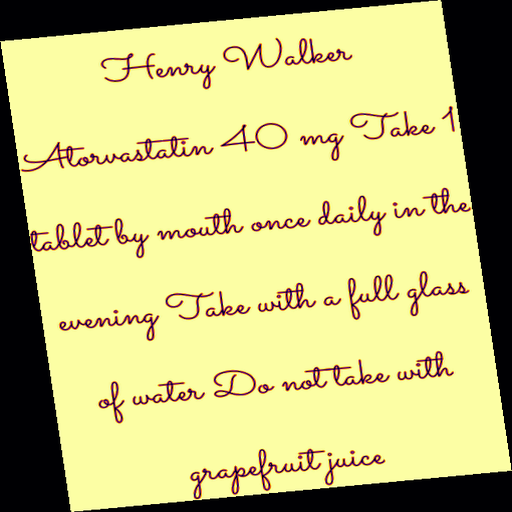 Henry Walker
Atorvastatin 40 mg Take 1
tablet by mouth once daily in the
evening Take with a full glass
of water Do not take with
grapefruit juice